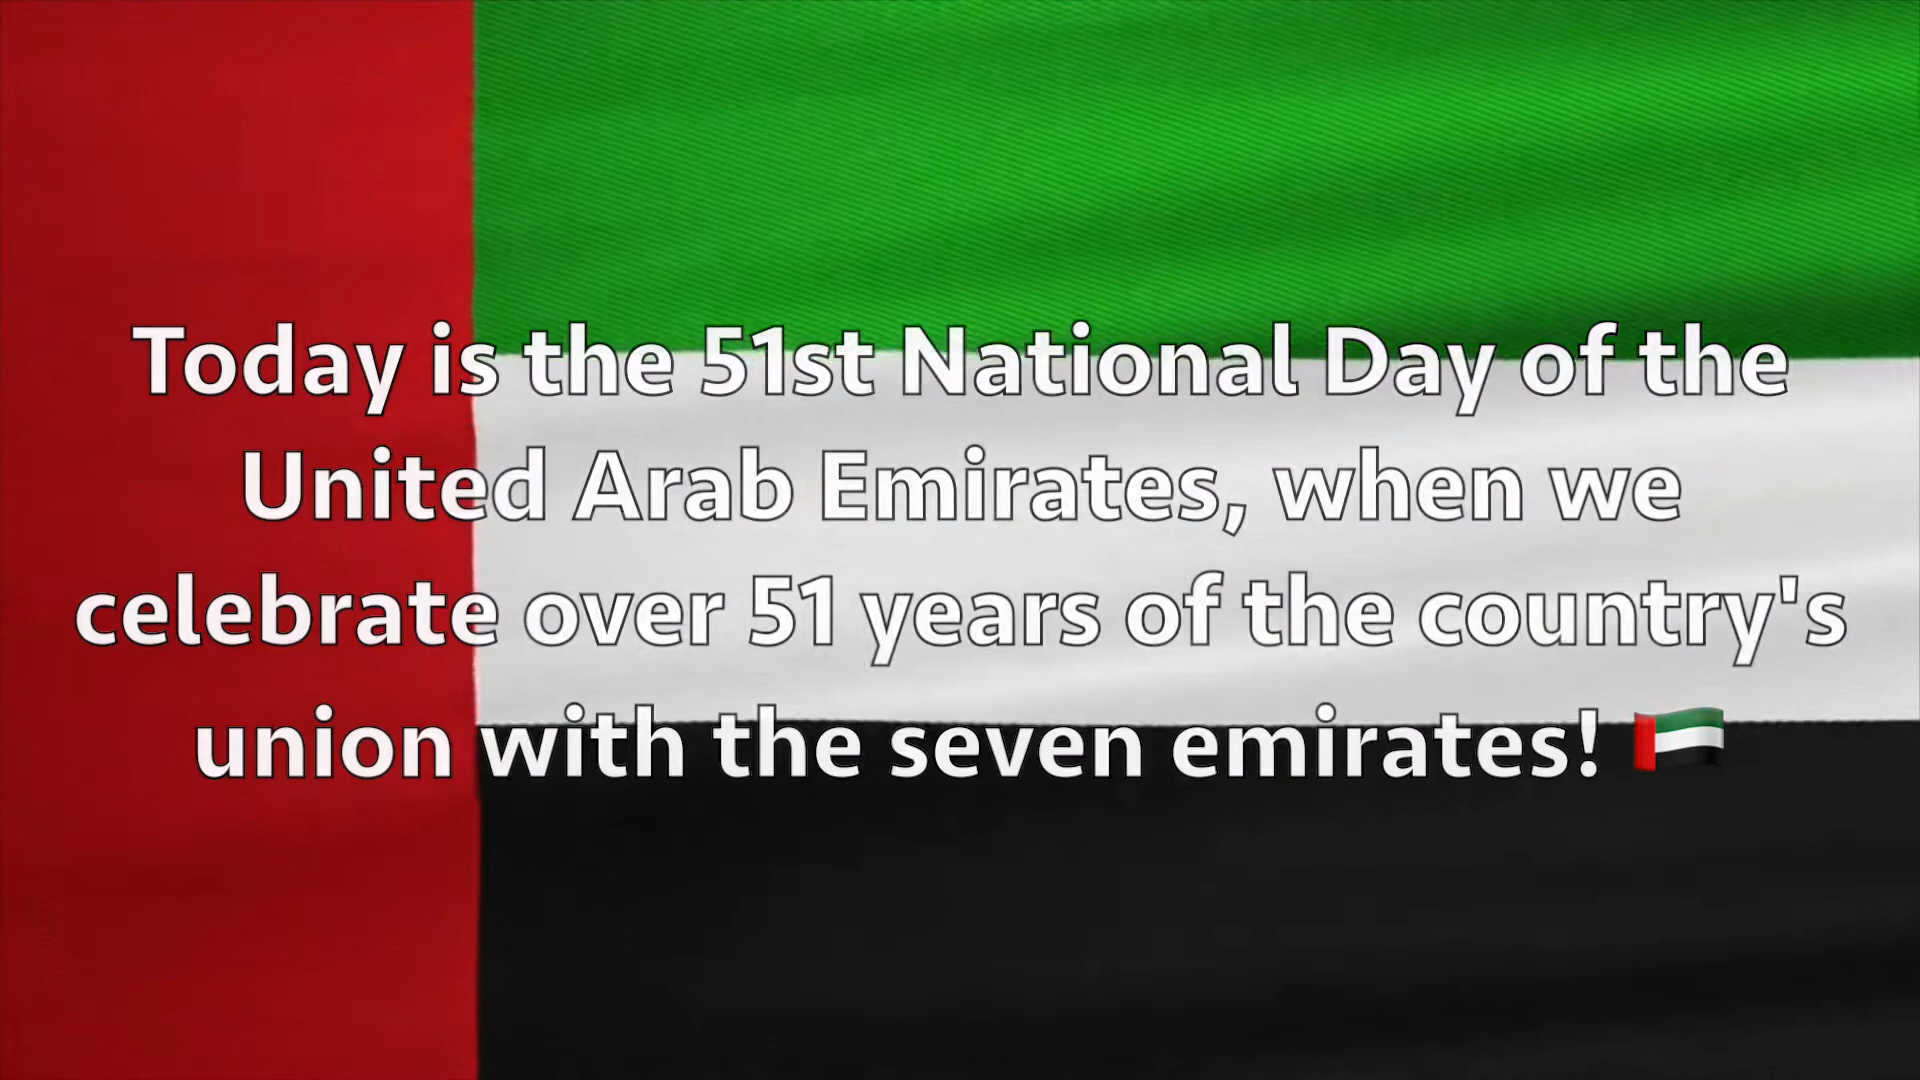 Today is the 51st National Day of the
United Arab Emirates, when we
celebrate over 51 years of the country's
union with the seven emirates! 🇦🇪